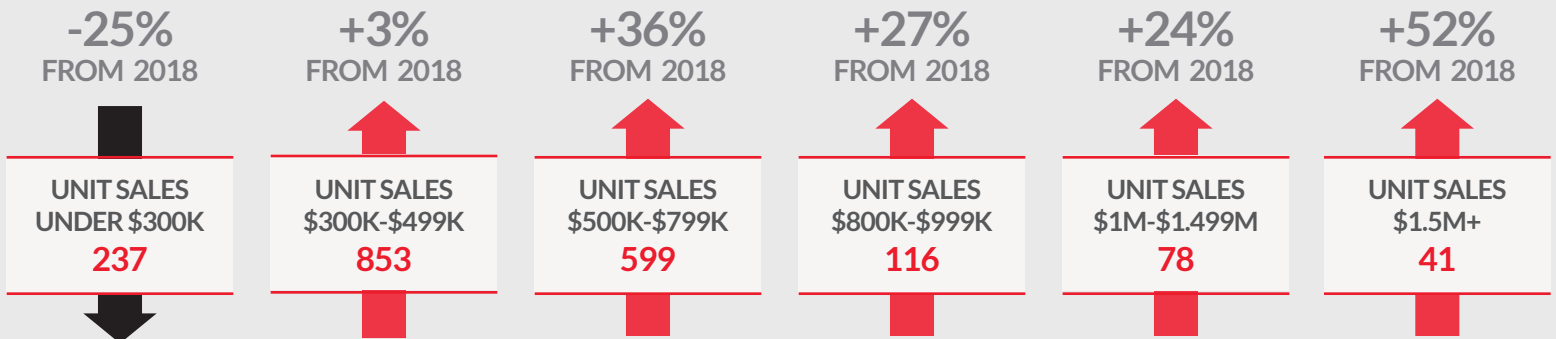 -25%
FROM 2018
UNIT SALES
UNDER $300K
237
+3%
FROM 2018
UNIT SALES
$300K-$499K
853
+36%
FROM 2018
UNIT SALES
$500K-$799K
599
+27%
FROM 2018
UNIT SALES
$800K-$999K
116
+24%
FROM 2018
UNIT SALES
$1M-$1.499M
78
+52%
FROM 2018
UNIT SALES
$1.5M+
41